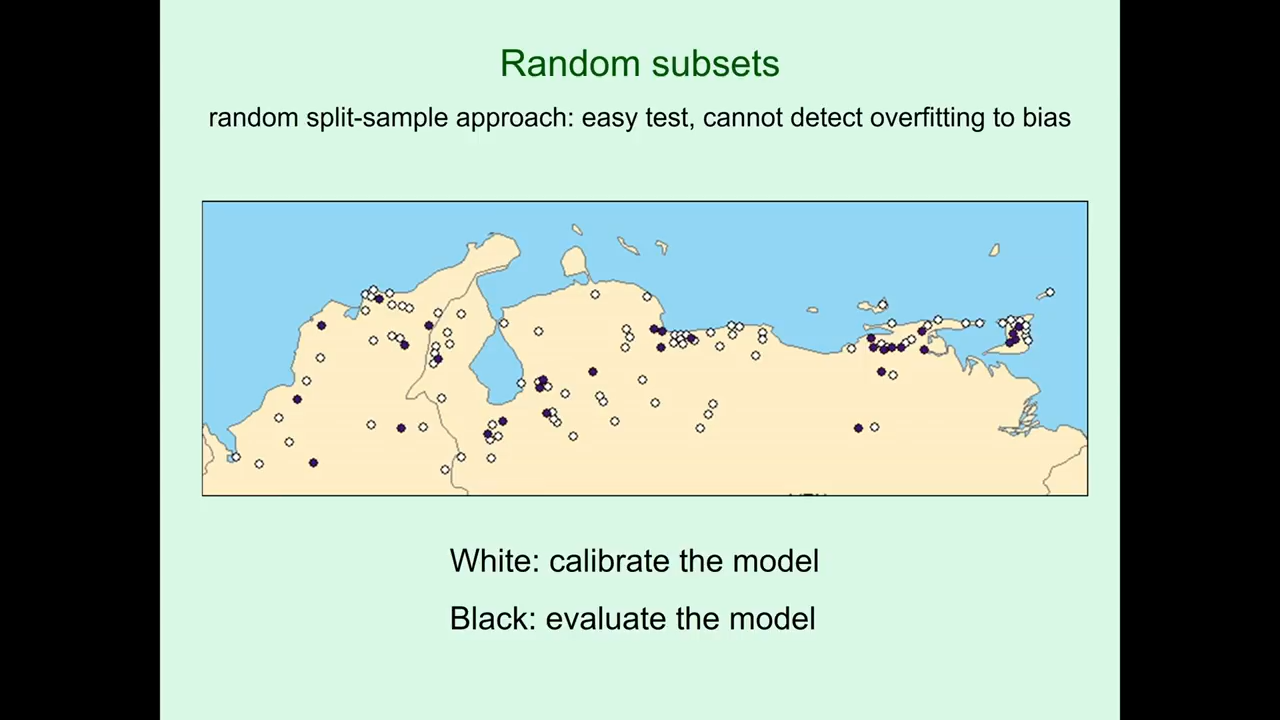 Random subsets
random split-sample approach: easy test, cannot detect overfitting to bias
White: calibrate the model
Black: evaluate the model